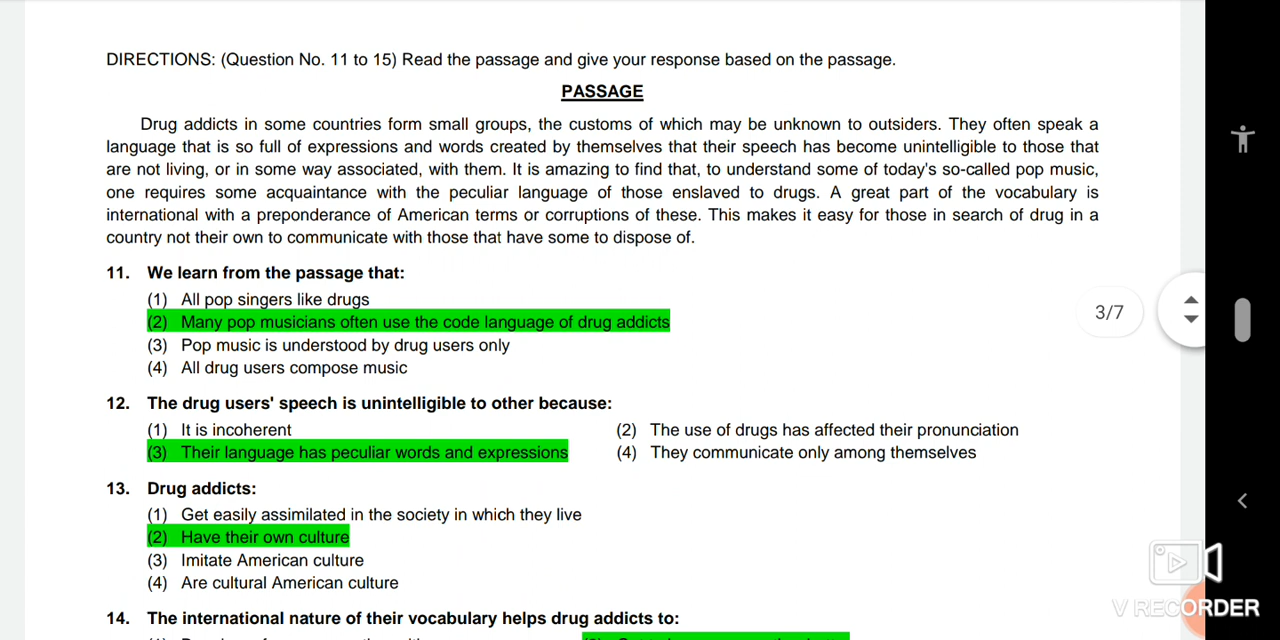 DIRECTIONS: (Question No. 11 to 15) Read the passage and give your response based on the passage.
PASSAGE
Drug addicts in some countries form small groups, the customs of which may be unknown to outsiders. They often speak a
language that is so full of expressions and words created by themselves that their speech has become unintelligible to those that
are not living, or in some way associated, with them. It is amazing to find that, to understand some of today's so-called pop music,
one requires some acquaintance with the peculiar language of those enslaved to drugs. A great part of the vocabulary is
international with a preponderance of American terms or corruptions of these. This makes it easy for those in search of drug in a
country not their own to communicate with those that have some to dispose of.
11. We learn from the passage that:
(1) All pop singers like drugs
(2) Many pop musicians often use the code language of drug addicts
(3) Pop music is understood by drug users only
(4) All drug users compose music
3/7
12. The drug users' speech is unintelligible to other because:
(1) It is incoherent (2) The use of drugs has affected their pronunciation
(3) Their language has peculiar words and expressions (4) They communicate only among themselves
13. Drug addicts:
(1) Get easily assimilated in the society in which they live
(2) Have their own culture
(3) Imitate American culture
(4) Are cultural American culture
14. The international nature of their vocabulary helps drug addicts to:
V RECORDER